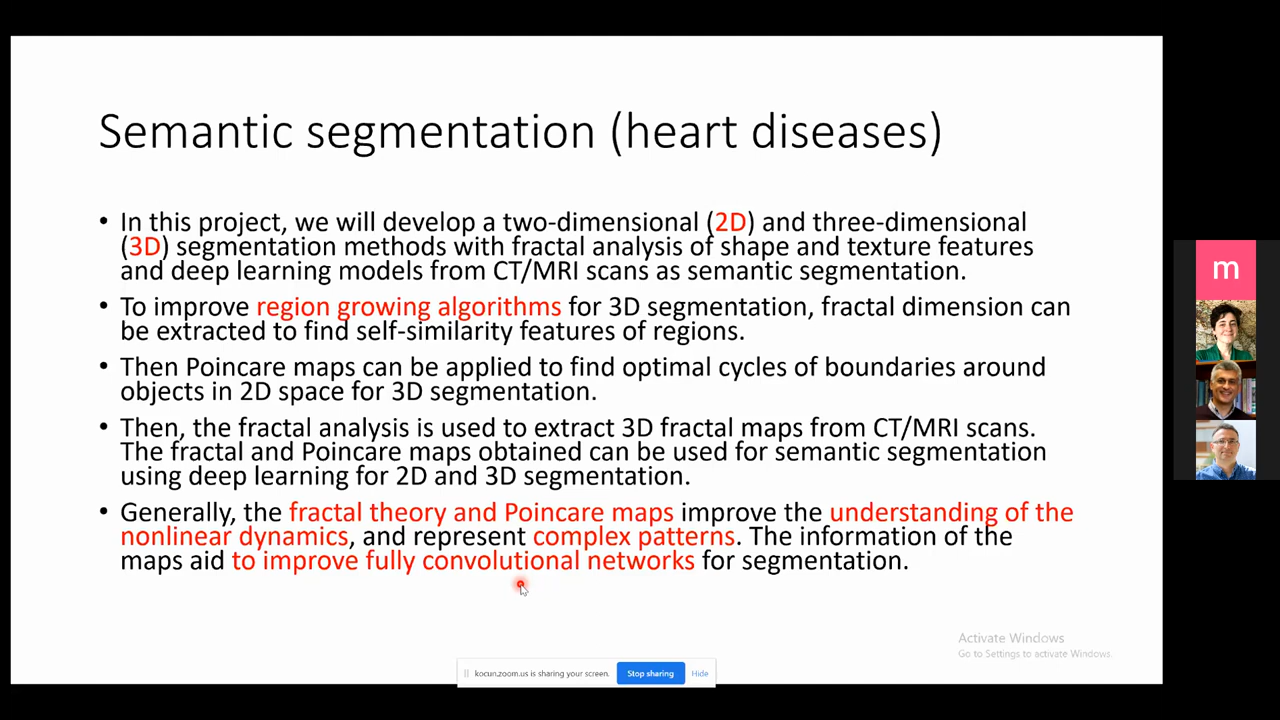 Semantic segmentation (heart diseases)
• In this project, we will develop a two-dimensional (2D) and three-dimensional
(3D) segmentation methods with fractal analysis of shape and texture features
and deep learning models from CT/MRI scans as semantic segmentation.
• To improve region growing algorithms for 3D segmentation, fractal dimension can
be extracted to find self-similarity features of regions.
• Then Poincare maps can be applied to find optimal cycles of boundaries around
objects in 2D space for 3D segmentation.
• Then, the fractal analysis is used to extract 3D fractal maps from CT/MRI scans.
The fractal and Poincare maps obtained can be used for semantic segmentation
using deep learning for 2D and 3D segmentation.
• Generally, the fractal theory and Poincare maps improve the understanding of the
nonlinear dynamics, and represent complex patterns. The information of the
maps aid to improve fully convolutional networks for segmentation.
m
Activate Windows
Go to Settings to activate Windows.
kocun.zoom.us is sharing your screen. Stop sharing Hide